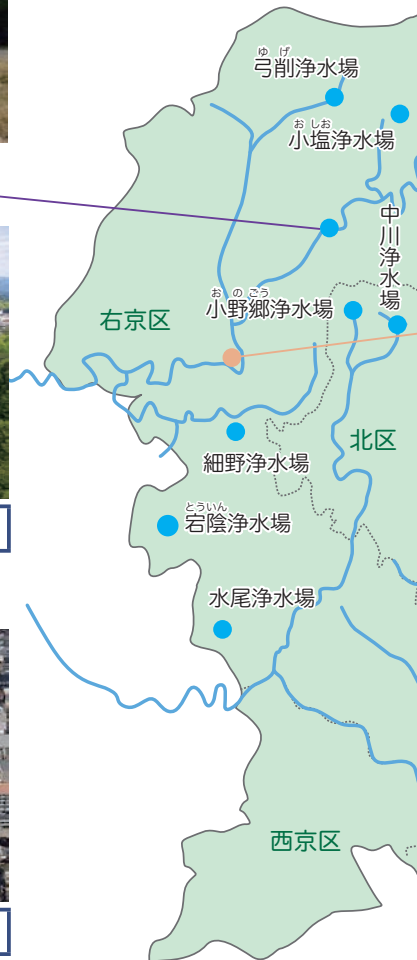 ゆげ
弓削浄水場
おしお
小塩浄水場
中川浄水場
おのごう
小野郷浄水場
右京区
北区
細野浄水場
とういん
宕陰浄水場
水尾浄水場
西京区